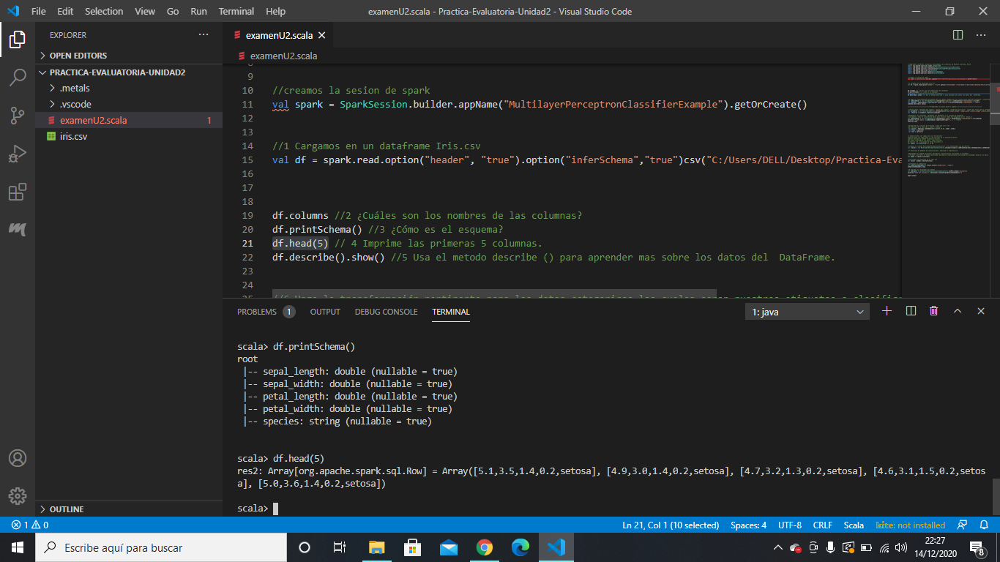 File Edit Selection View Go Run Terminal Help
examenU2.scala - Practica-Evaluatoria-Unidad2 - Visual Studio Code
EXPLORER
OPEN EDITORS
PRACTICA-EVALUATORIA-UNIDAD2
.metals
.vscode
examenU2.scala 1
iris.csv
OUTLINE
examenU2.scala
examenU2.scala
9
10 //creamos la sesion de spark
11 val spark = SparkSession.builder.appName("MultilayerPerceptronClassifierExample").getOrCreate()
12
13
14 //1 Cargamos en un dataframe Iris.csv
15 val df = spark.read.option("header", "true").option("inferSchema","true")csv("C:/Users/DELL/Desktop/Practica-Eva
16
17
18
19 df.columns //2 ¿Cuáles son los nombres de las columnas?
20 df.printSchema() //3 ¿Cómo es el esquema?
21 df.head(5) // 4 Imprime las primeras 5 columnas.
22 df.describe().show() //5 Usa el metodo describe () para aprender mas sobre los datos del  DataFrame.
23
24
PROBLEMS 1 OUTPUT DEBUG CONSOLE TERMINAL
1: java
scala> df.printSchema()
root
 |-- sepal_length: double (nullable = true)
 |-- sepal_width: double (nullable = true)
 |-- petal_length: double (nullable = true)
 |-- petal_width: double (nullable = true)
 |-- species: string (nullable = true)
scala> df.head(5)
res2: Array[org.apache.spark.sql.Row] = Array([5.1,3.5,1.4,0.2,setosa], [4.9,3.0,1.4,0.2,setosa], [4.7,3.2,1.3,0.2,setosa], [4.6,3.1,1.5,0.2,setos
a], [5.0,3.6,1.4,0.2,setosa])
scala>
1 0
Ln 21, Col 1 (10 selected) Spaces: 4 UTF-8 CRLF Scala kite: not installed
Escribe aquí para buscar
22:27
14/12/2020
8